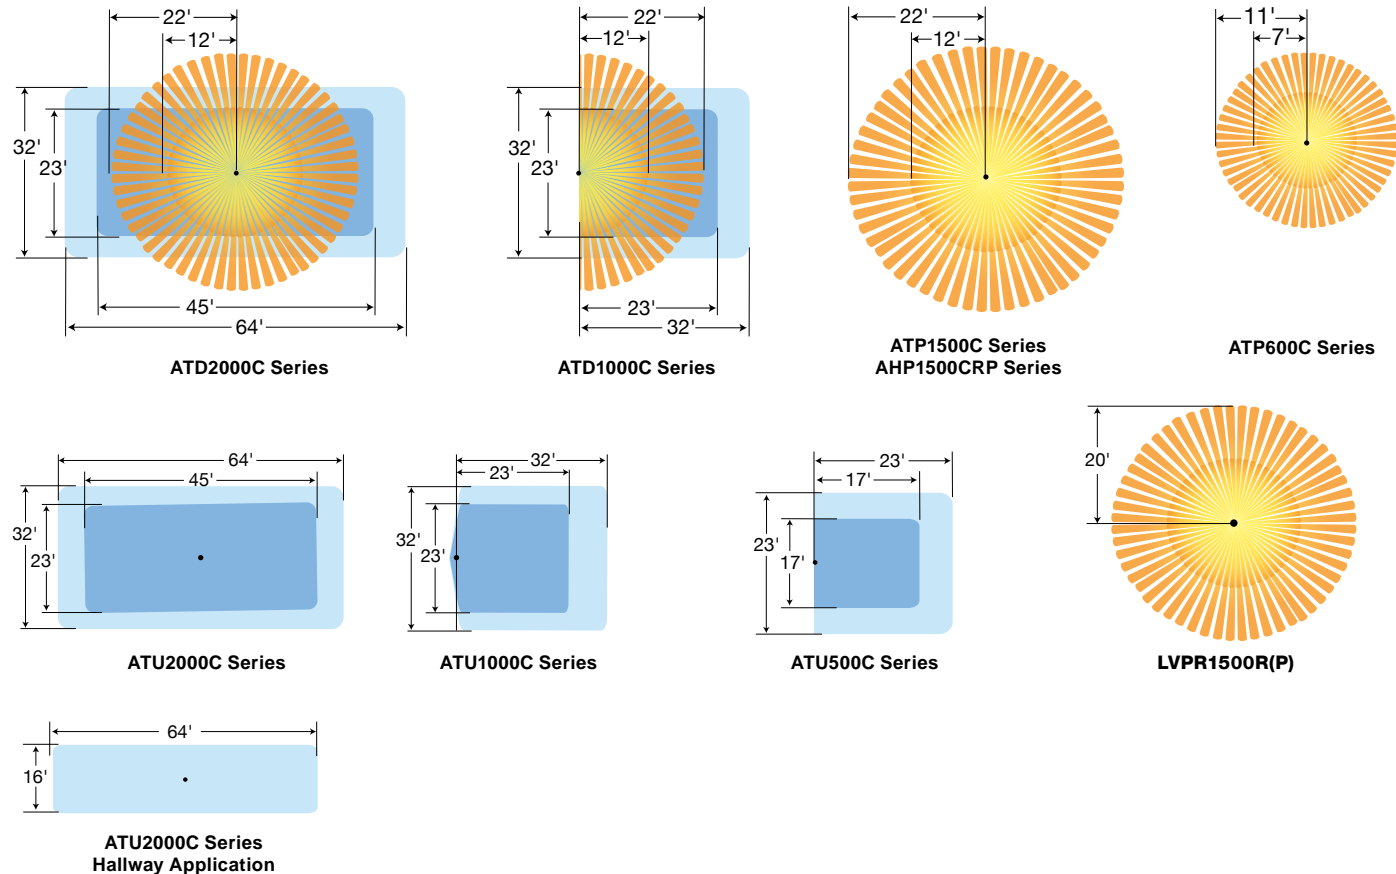 22'
12'
32'
23'
45'
64'
ATD2000C Series
22'
12'
32'
23'
23'
32'
ATD1000C Series
22'
12'
ATP1500C Series
AHP1500CRP Series
11'
7'
ATP600C Series
64'
45'
32'
23'
ATU2000C Series
32'
23'
32'
23'
ATU1000C Series
23'
17'
23'
17'
ATU500C Series
20'
LVPR1500R(P)
64'
16'
ATU2000C Series
Hallway Application